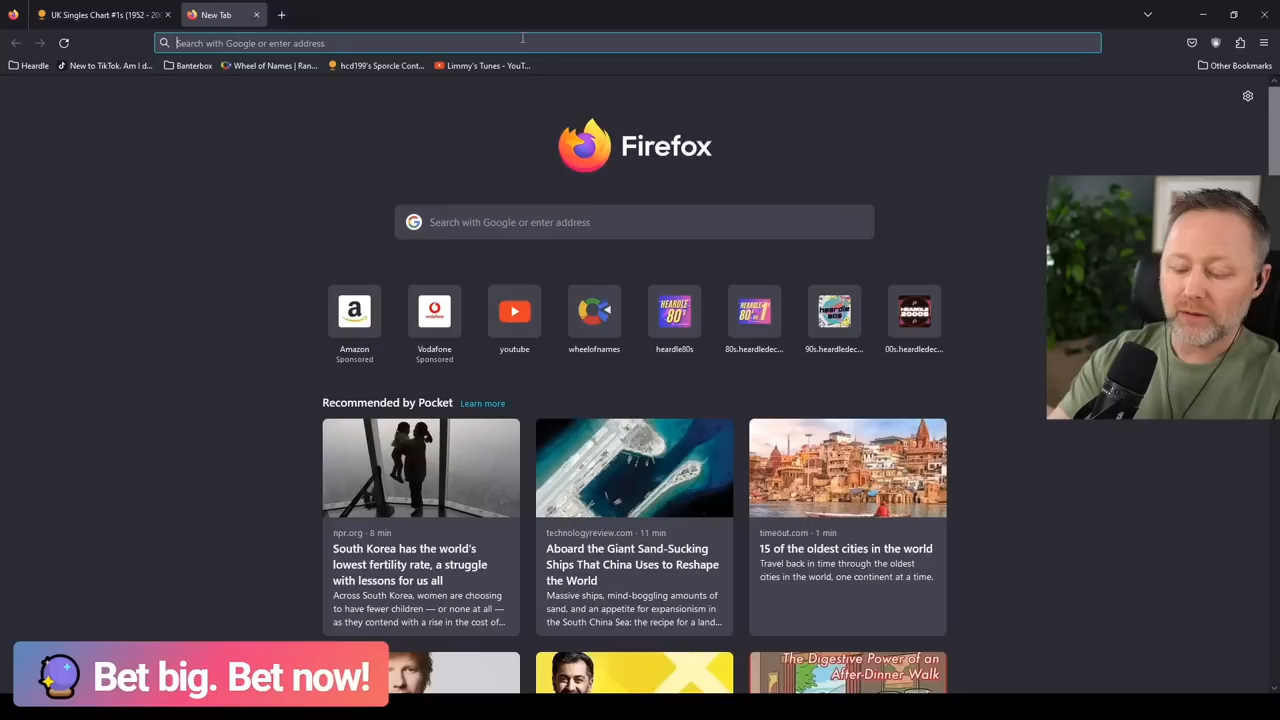 UK Singles Chart #1s (1952 - 20
New Tab
Search with Google or enter address
Heardle
New to TikTok. Am I d...
Banterbox
Wheel of Names | Ran...
hcd199's Sporcle Cont...
Limmy's Tunes - YouT...
Other Bookmarks
Firefox
Search with Google or enter address
a
vodafone
HEARDLE 80's
heardle 90s
HEARDLE 2000S
Amazon
Sponsored
Vodafone
Sponsored
youtube
wheelofnames
heardle80s
80s.heardledec...
90s.heardledec...
00s.heardledec...
Recommended by Pocket Learn more
npr.org · 8 min
South Korea has the world's
lowest fertility rate, a struggle
with lessons for us all
Across South Korea, women are choosing
to have fewer children — or none at all —
as they contend with a rise in the cost of...
technologyreview.com · 11 min
Aboard the Giant Sand-Sucking
Ships That China Uses to Reshape
the World
Massive ships, mind-boggling amounts of
sand, and an appetite for expansionism in
the South China Sea: the recipe for a land...
timeout.com · 1 min
15 of the oldest cities in the world
Travel back in time through the oldest
cities in the world, one continent at a time.
The Digestive Power of an
After-Dinner Walk
Bet big. Bet now!